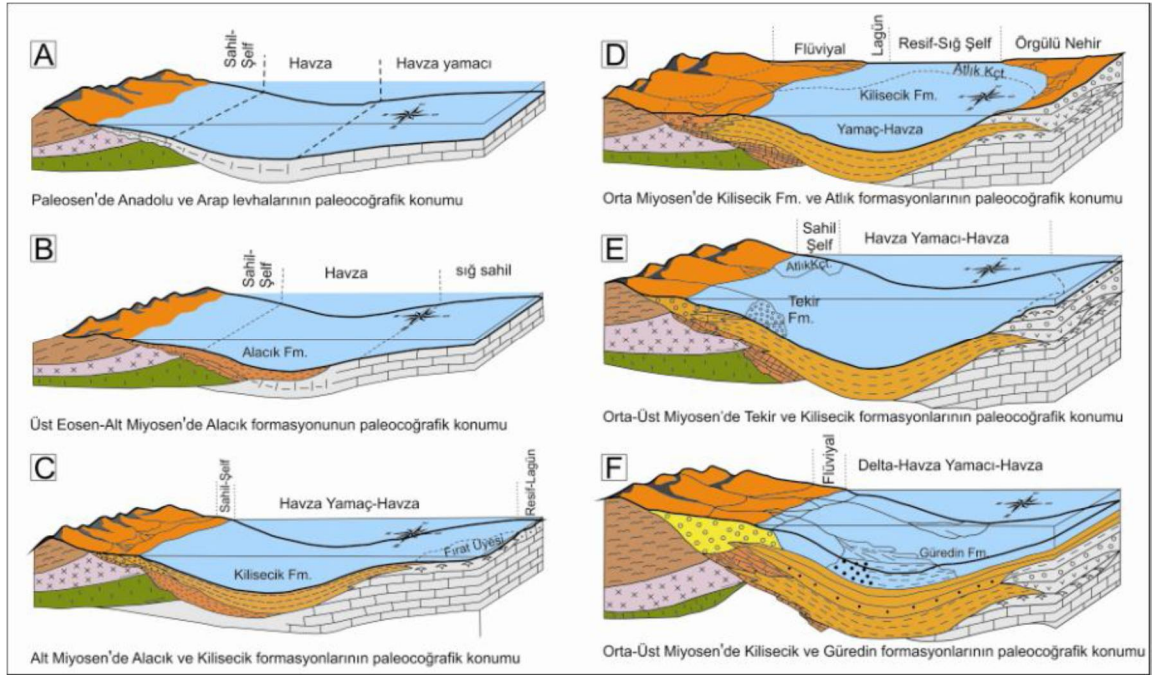 A
Sahil-
Şelf
Havza
Havza yamacı
Paleosen'de Anadolu ve Arap levhalarının paleocoğrafik konumu
B
Sahil-
Şelf
Havza
sığ sahil
Alacık Fm.
Üst Eosen-Alt Miyosen'de Alacık formasyonunun paleocoğrafik konumu
C
Sahil-Şelf
Havza Yamaç-Havza
Resif-Lagün
Fırat Üyesi
Kilisecik Fm.
Alt Miyosen'de Alacık ve Kilisecik formasyonlarının paleocoğrafik konumu
D
Flüviyal
Lagün
Resif-Sığ Şelf
Örgülü Nehir
Atlık Kçt.
Kilisecik Fm.
Yamaç-Havza
Orta Miyosen'de Kilisecik Fm. ve Atlık formasyonlarının paleocoğrafik konumu
E
Sahil
Şelf
Havza Yamacı-Havza
AtlıkKçt.
Tekir
Fm.
Orta-Üst Miyosen'de Tekir ve Kilisecik formasyonlarının paleocoğrafik konumu
F
Flüviyal
Delta-Havza Yamacı-Havza
Güredin Fm.
Orta-Üst Miyosen'de Kilisecik ve Güredin formasyonlarının paleocoğrafik konumu